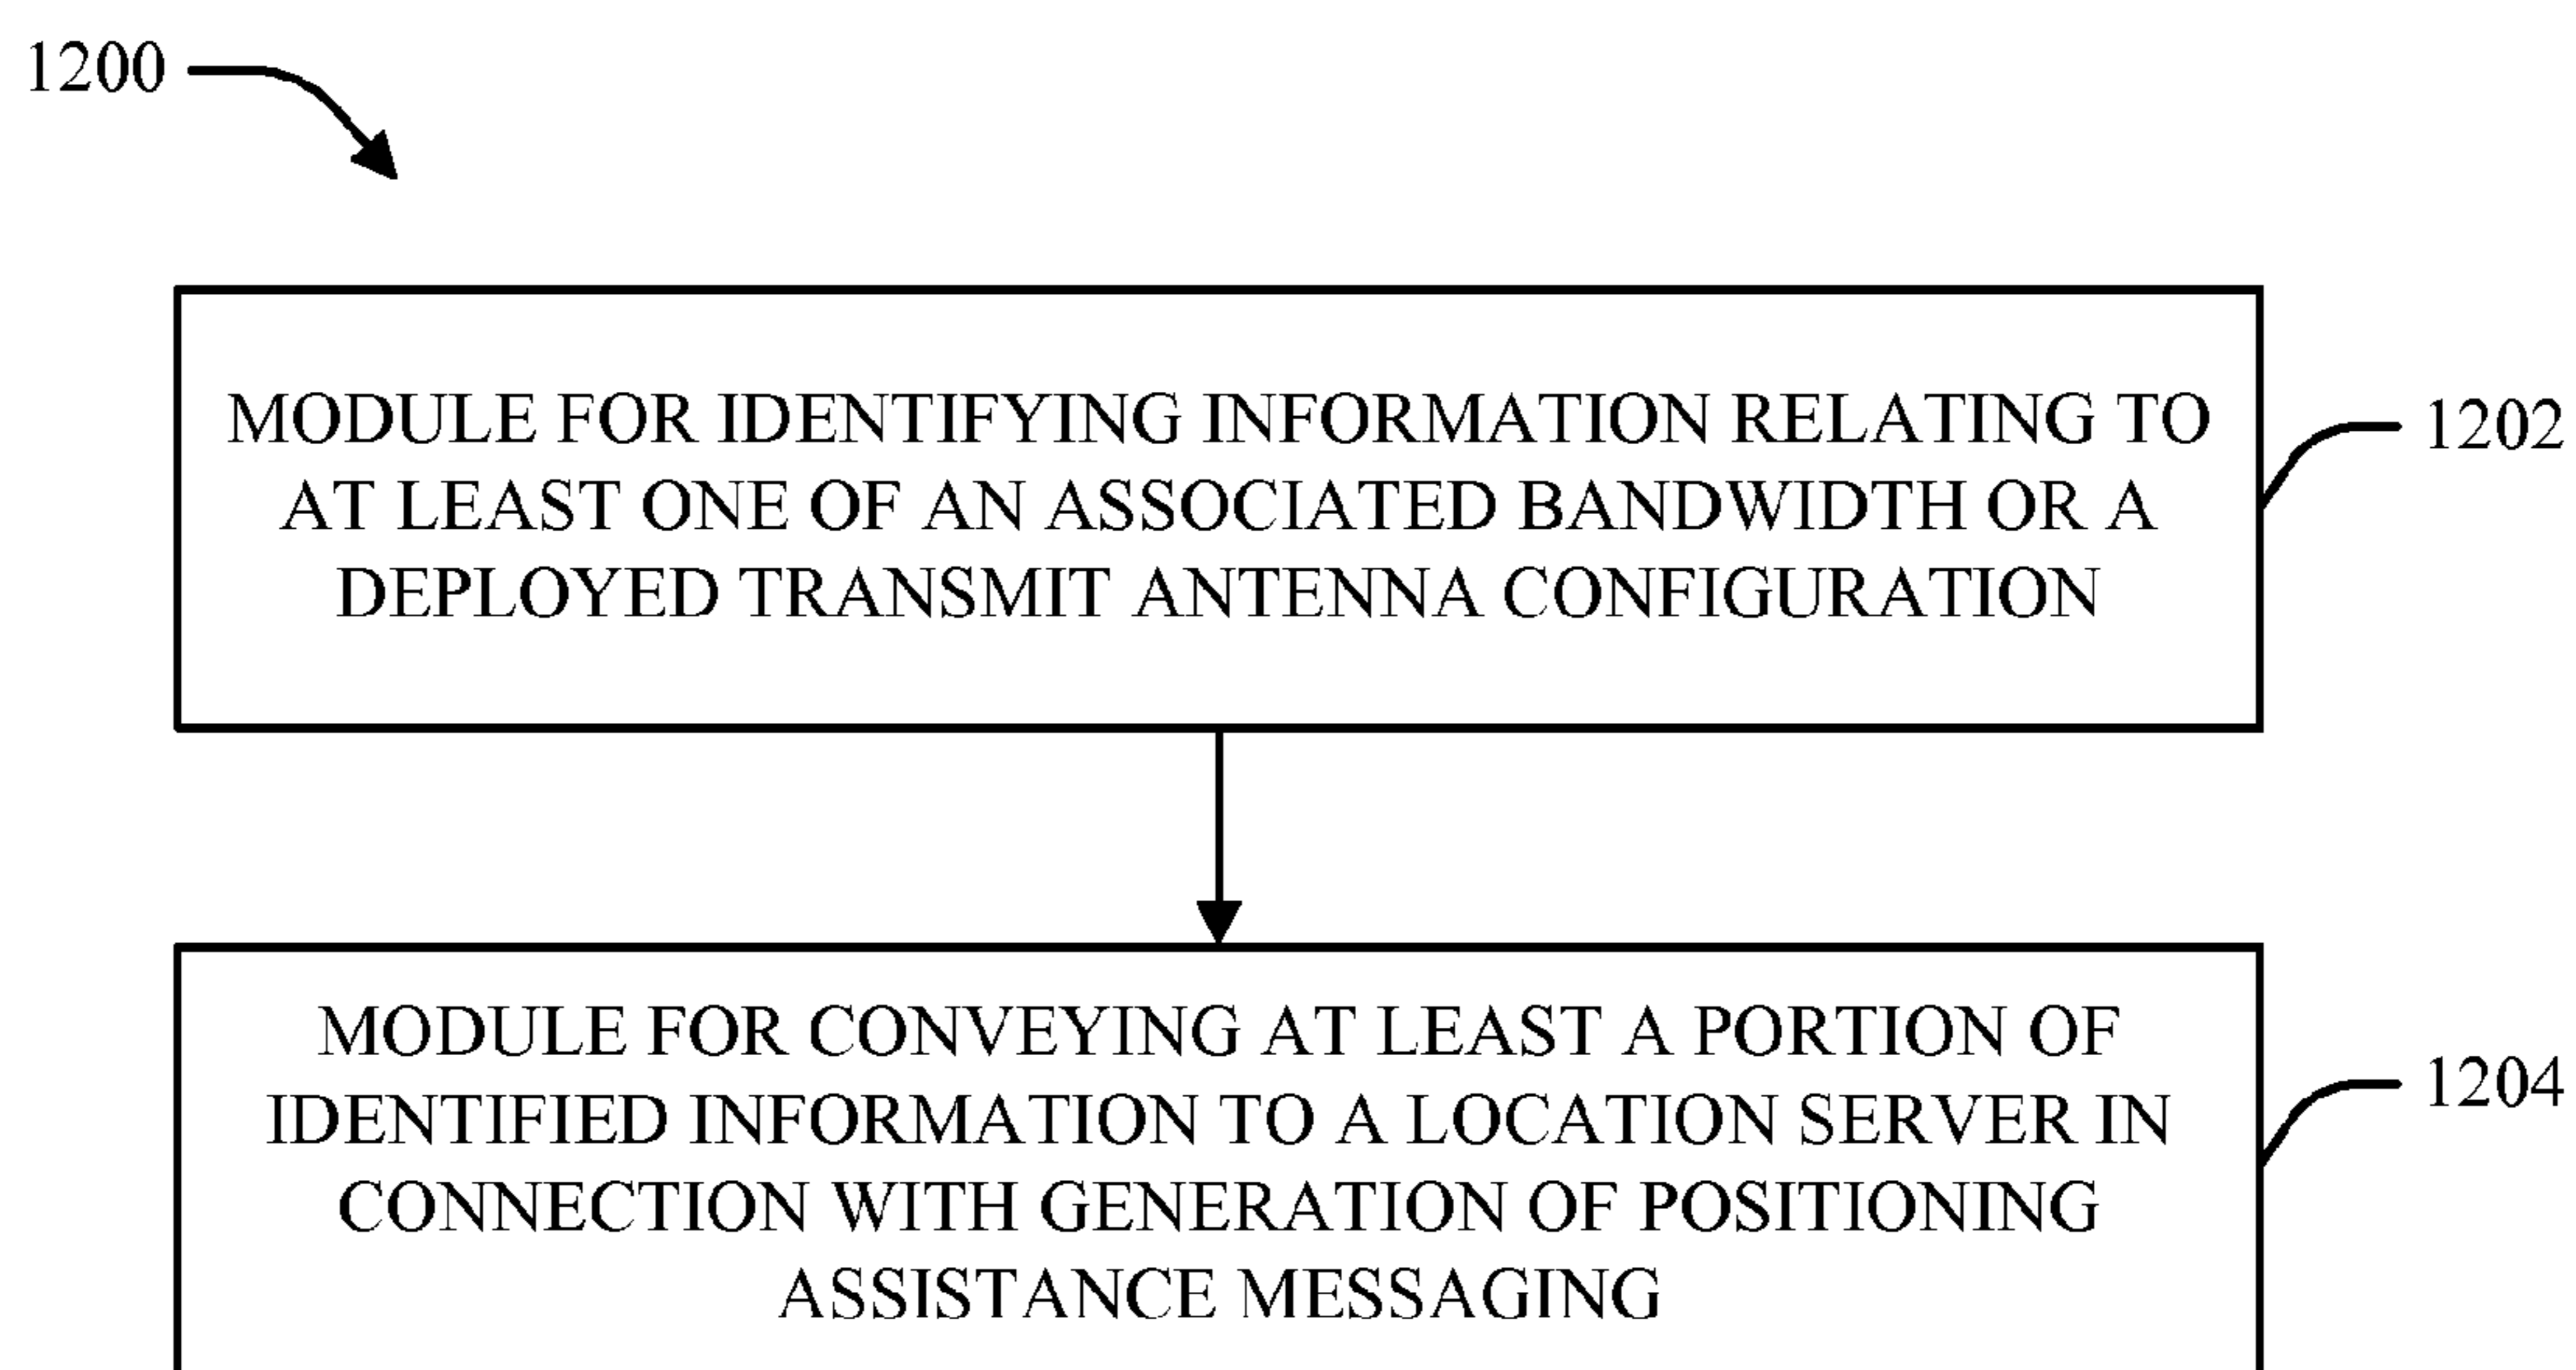 1200
MODULE FOR IDENTIFYING INFORMATION RELATING TO
AT LEAST ONE OF AN ASSOCIATED BANDWIDTH OR A
DEPLOYED TRANSMIT ANTENNA CONFIGURATION
1202
MODULE FOR CONVEYING AT LEAST A PORTION OF
IDENTIFIED INFORMATION TO A LOCATION SERVER IN
CONNECTION WITH GENERATION OF POSITIONING
ASSISTANCE MESSAGING
1204